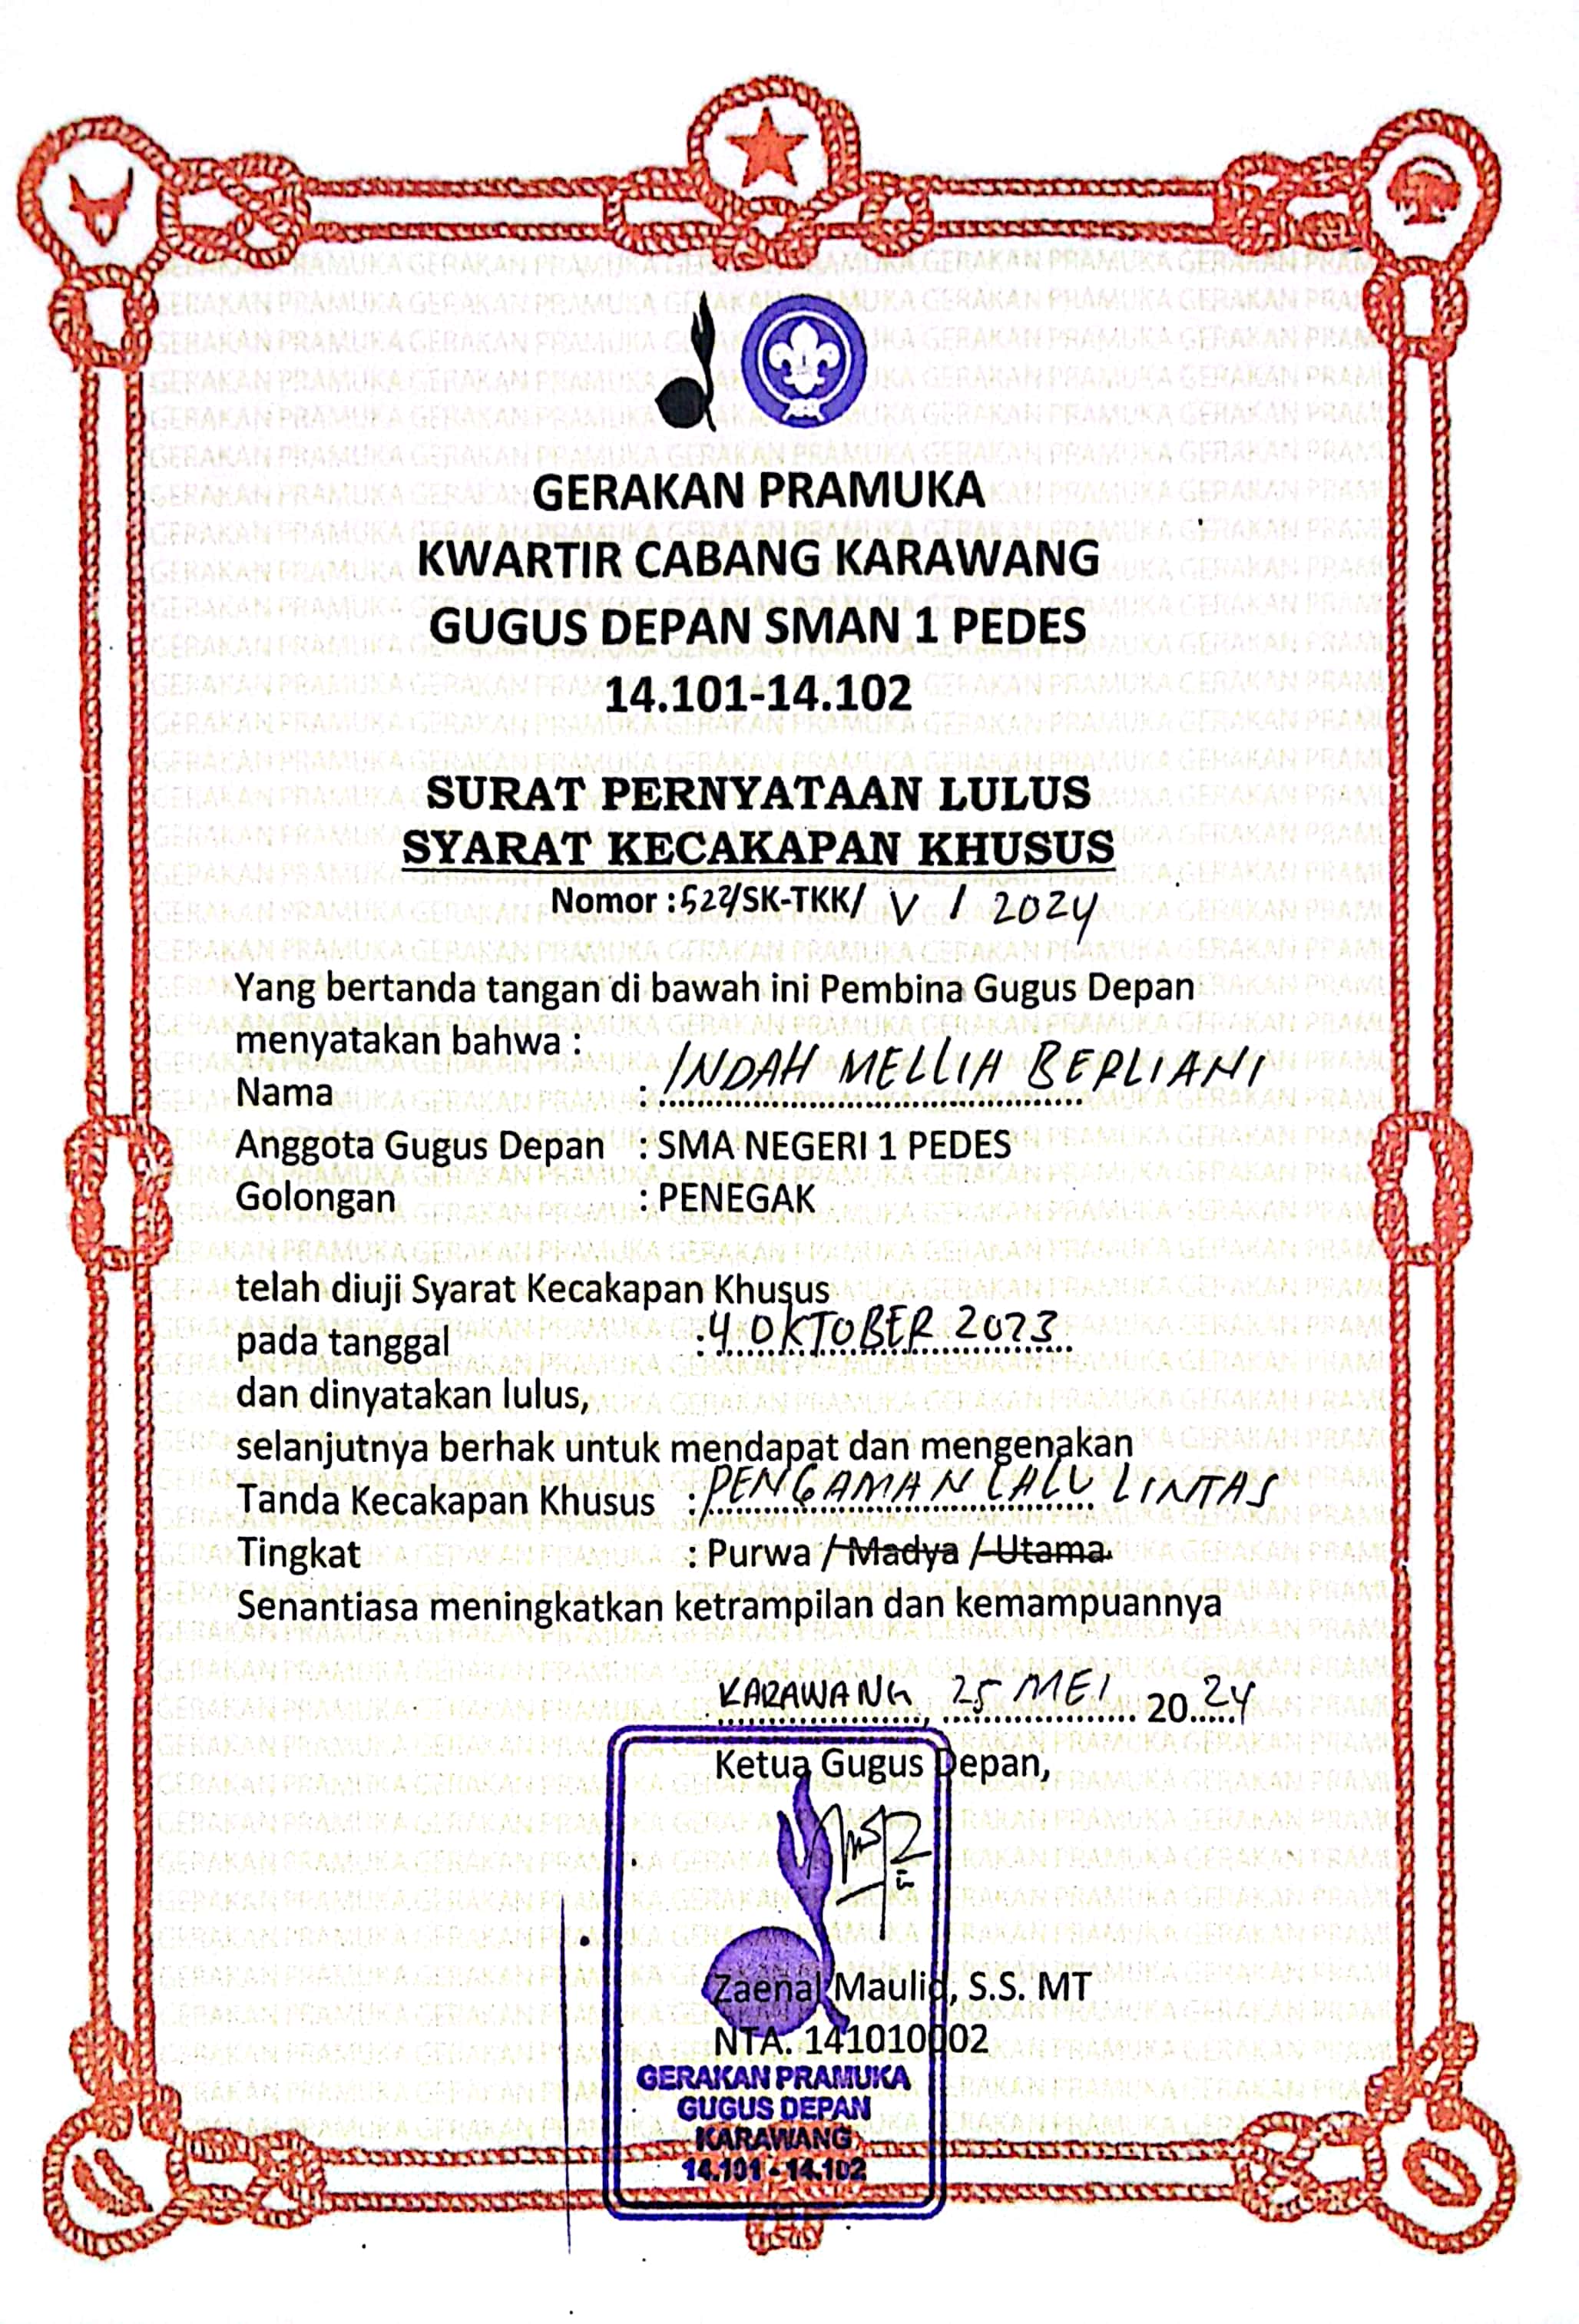 GERAKAN PRAMUKA
KWARTIR CABANG KARAWANG
GUGUS DEPAN SMAN 1 PEDES
14.101-14.102
SURAT PERNYATAAN LULUS
SYARAT KECAKAPAN KHUSUS
Nomor : /SK-TKK/ V / 2024
Yang bertanda tangan di bawah ini Pembina Gugus Depan
menyatakan bahwa :
Nama : INDAH MELLIA BERLIANI
Anggota Gugus Depan : SMA NEGERI 1 PEDES
Golongan : PENEGAK
telah diuji Syarat Kecakapan Khusus
pada tanggal : 4 OKTOBER 2023
dan dinyatakan lulus,
selanjutnya berhak untuk mendapat dan mengenakan
Tanda Kecakapan Khusus : PENGAMAN LALU LINTAS
Tingkat : Purwa / Madya / Utama
Senantiasa meningkatkan ketrampilan dan kemampuannya
KARAWANG, 25 MEI 2024
Ketua Gugus Depan,
Zaenal Maulid, S.S. MT
NTA. 141010002
GERAKAN PRAMUKA
GUGUS DEPAN
KARAWANG
14.101 - 14.102